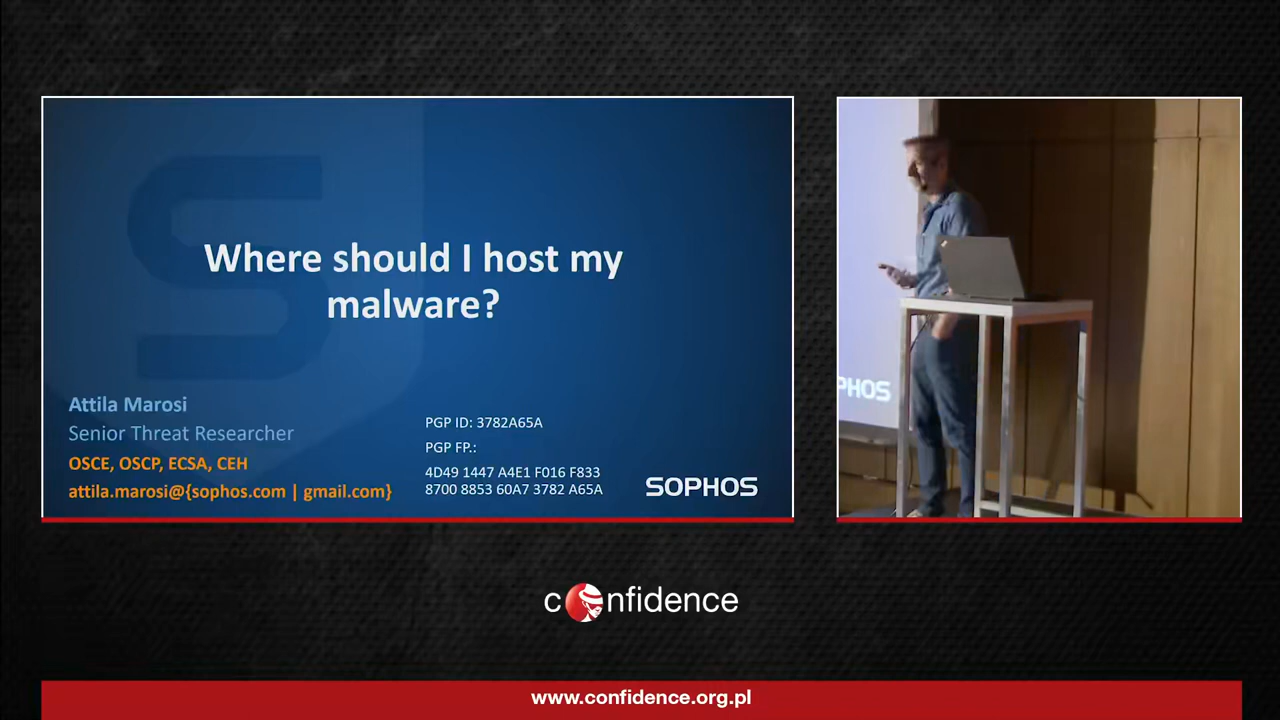 Where should I host my
malware?
Attila Marosi
Senior Threat Researcher
OSCE, OSCP, ECSA, CEH
attila.marosi@{sophos.com | gmail.com}
PGP ID: 3782A65A
PGP FP.:
4D49 1447 A4E1 F016 F833
8700 8853 60A7 3782 A65A
SOPHOS
PHOS
confidence
www.confidence.org.pl